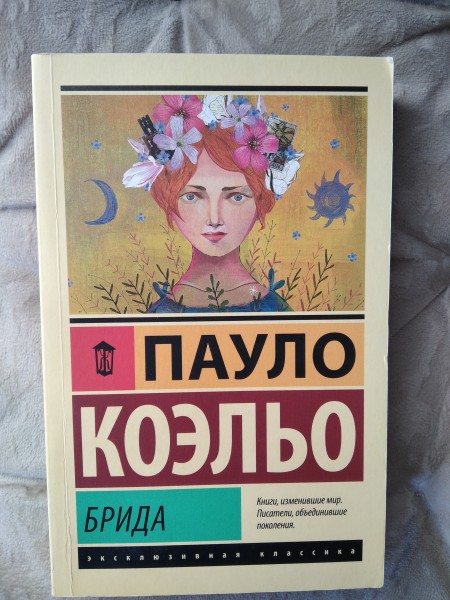 ПАУЛО
КОЭЛЬО
БРИДА
Книги, изменившие мир.
Писатели, объединившие
поколения.
эксклюзивная классика